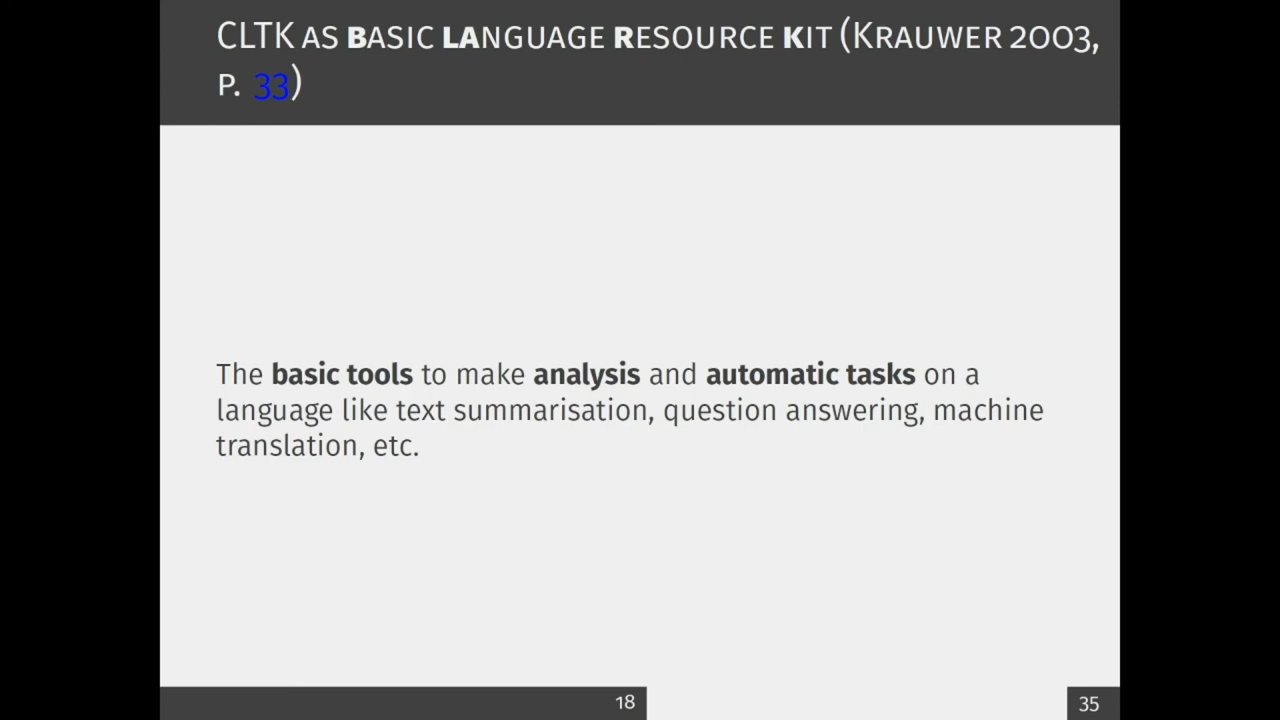 CLTK AS BASIC LANGUAGE RESOURCE KIT (KRAUWER 2003,
P. 33)
The basic tools to make analysis and automatic tasks on a
language like text summarisation, question answering, machine
translation, etc.
18
35